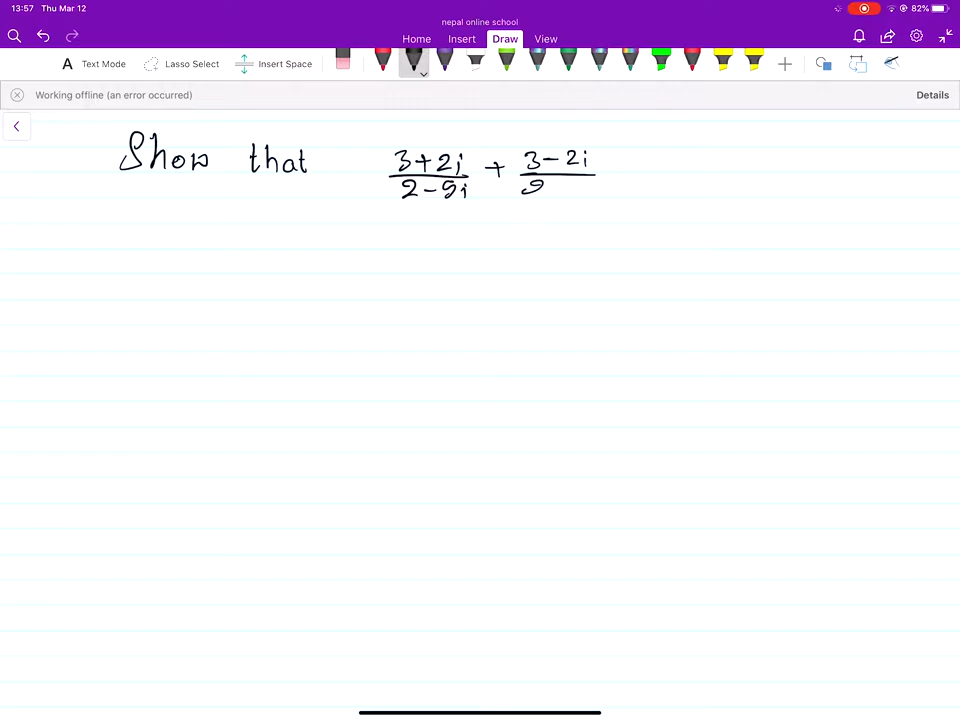 13:57 Thu Mar 12 82%
nepal online school
Home Insert Draw View
A Text Mode Lasso Select Insert Space
Working offline (an error occurred) Details
Show that (3+2i)/(2-5i) + (3-2i)/